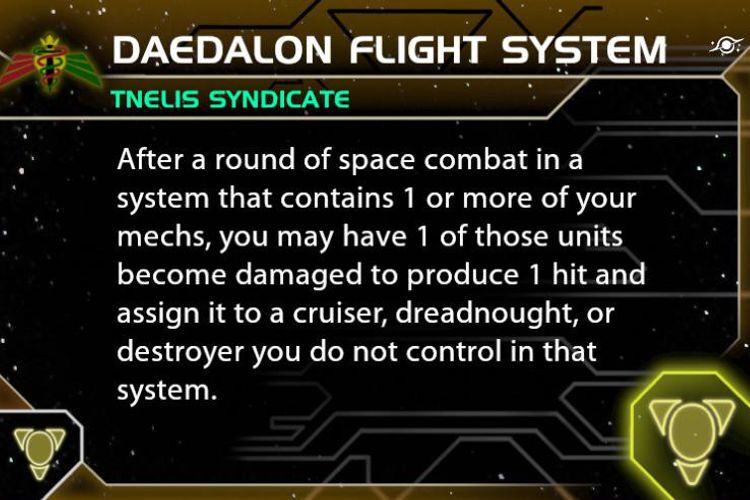 DAEDALON FLIGHT SYSTEM
TNELIS SYNDICATE
After a round of space combat in a
system that contains 1 or more of your
mechs, you may have 1 of those units
become damaged to produce 1 hit and
assign it to a cruiser, dreadnought, or
destroyer you do not control in that
system.